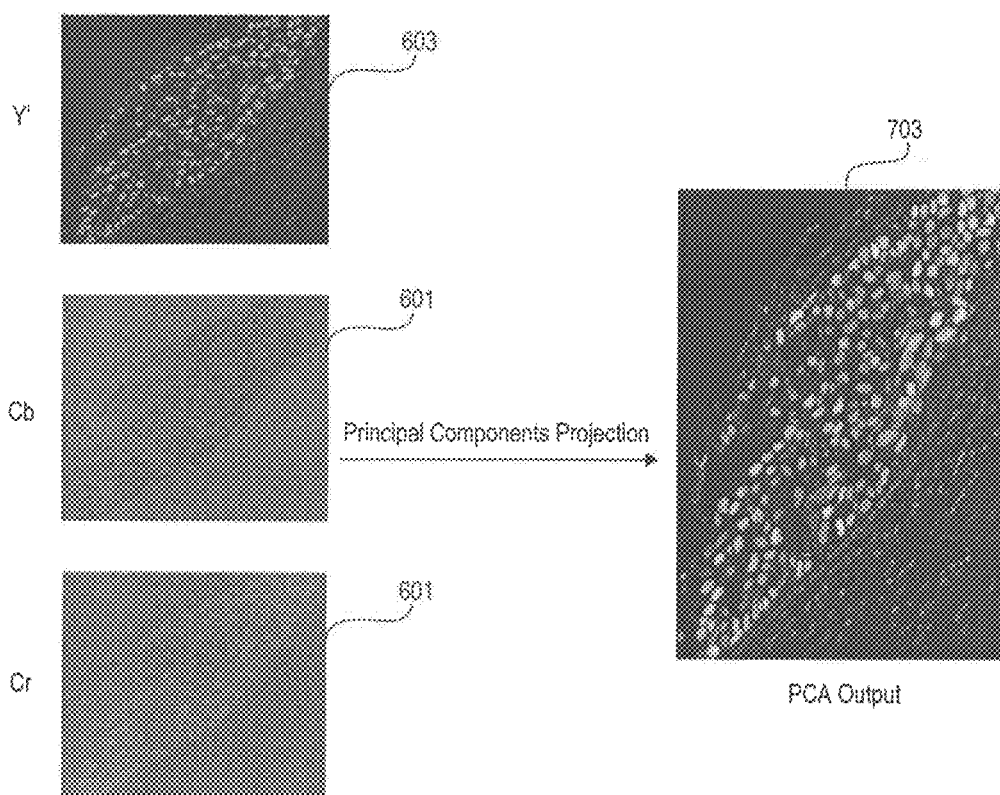 Y'
603
703
Cb
601
Principal Components Projection
Cr
601
PCA Output